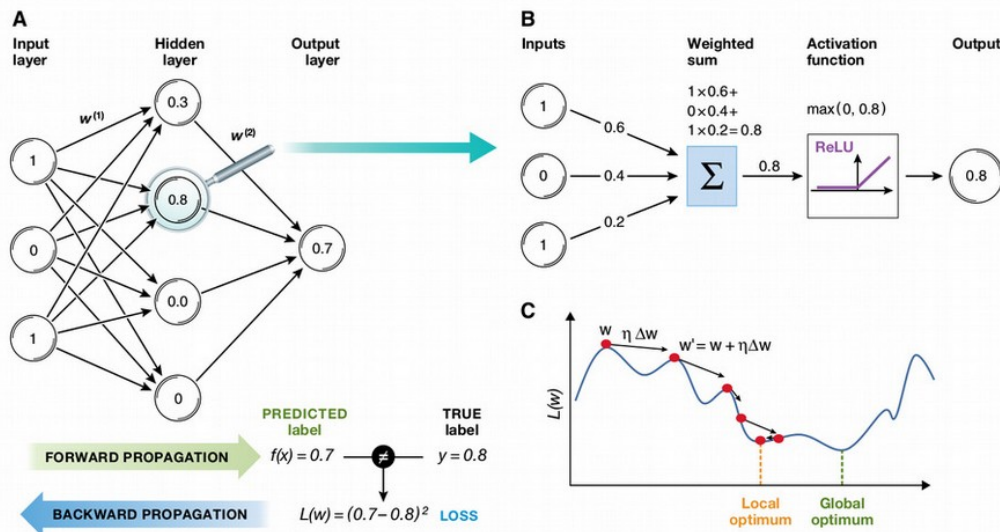 A
Input
layer
Hidden
layer
Output
layer
w(1)
w(2)
1
0
1
0.3
0.8
0.0
0
0.7
FORWARD PROPAGATION
BACKWARD PROPAGATION
PREDICTED
label
TRUE
label
f(x) = 0.7
≠
y = 0.8
L(w) = (0.7−0.8)² LOSS
B
Inputs
Weighted
sum
Activation
function
Output
1
0
1
0.6
0.4
0.2
1×0.6+
0×0.4+
1×0.2=0.8
Σ
0.8
max(0, 0.8)
ReLU
0.8
C
L(w)
w
η Δw
w' = w + ηΔw
Local
optimum
Global
optimum